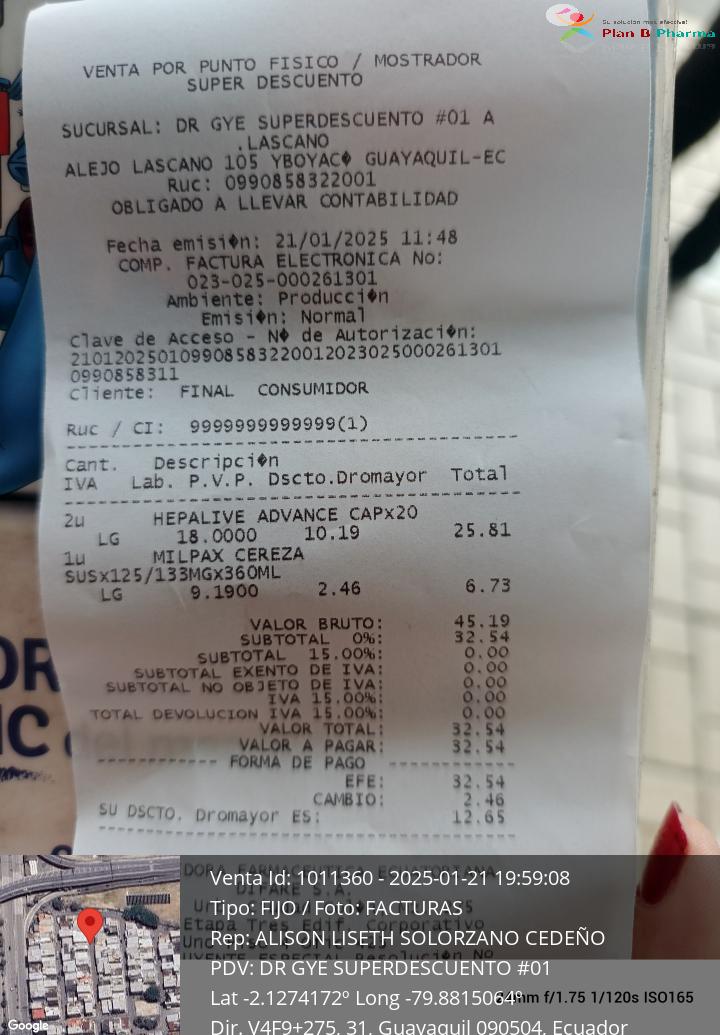 Su solución mas efectiva!
Plan B Pharma
VENTA POR PUNTO FISICO / MOSTRADOR
SUPER DESCUENTO
SUCURSAL: DR GYE SUPERDESCUENTO #01 A
.LASCANO
ALEJO LASCANO 105 YBOYAC� GUAYAQUIL-EC
Ruc: 0990858322001
OBLIGADO A LLEVAR CONTABILIDAD
Fecha emisi�n: 21/01/2025 11:48
COMP. FACTURA ELECTRONICA No:
023-025-000261301
Ambiente: Producci�n
Emisi�n: Normal
Clave de Acceso - N� de Autorizaci�n:
210120250109908583220012023025000261301
0990858311
Cliente: FINAL CONSUMIDOR
Ruc / CI: 9999999999999(1)
Cant. Descripci�n
IVA Lab. P.V.P. Dscto.Dromayor Total
2u HEPALIVE ADVANCE CAPx20
LG 18.0000 10.19 25.81
1u MILPAX CEREZA
SUSx125/133MGx360ML
LG 9.1900 2.46 6.73
VALOR BRUTO: 45.19
SUBTOTAL 0%: 32.54
SUBTOTAL 15.00%: 0.00
SUBTOTAL EXENTO DE IVA: 0.00
SUBTOTAL NO OBJETO DE IVA: 0.00
IVA 15.00%: 0.00
TOTAL DEVOLUCION IVA 15.00%: 0.00
VALOR TOTAL: 32.54
VALOR A PAGAR: 32.54
------------ FORMA DE PAGO ------------
EFE: 32.54
CAMBIO: 2.46
SU DSCTO. Dromayor ES: 12.65
Venta Id: 1011360 - 2025-01-21 19:59:08
Tipo: FIJO / Foto: FACTURAS
Rep: ALISON LISETH SOLORZANO CEDEÑO
PDV: DR GYE SUPERDESCUENTO #01
Lat -2.1274172º Long -79.8815064º
mm f/1.75 1/120s ISO165
Dir. V4F9+275, 31, Guayaquil 090504, Ecuador
Google